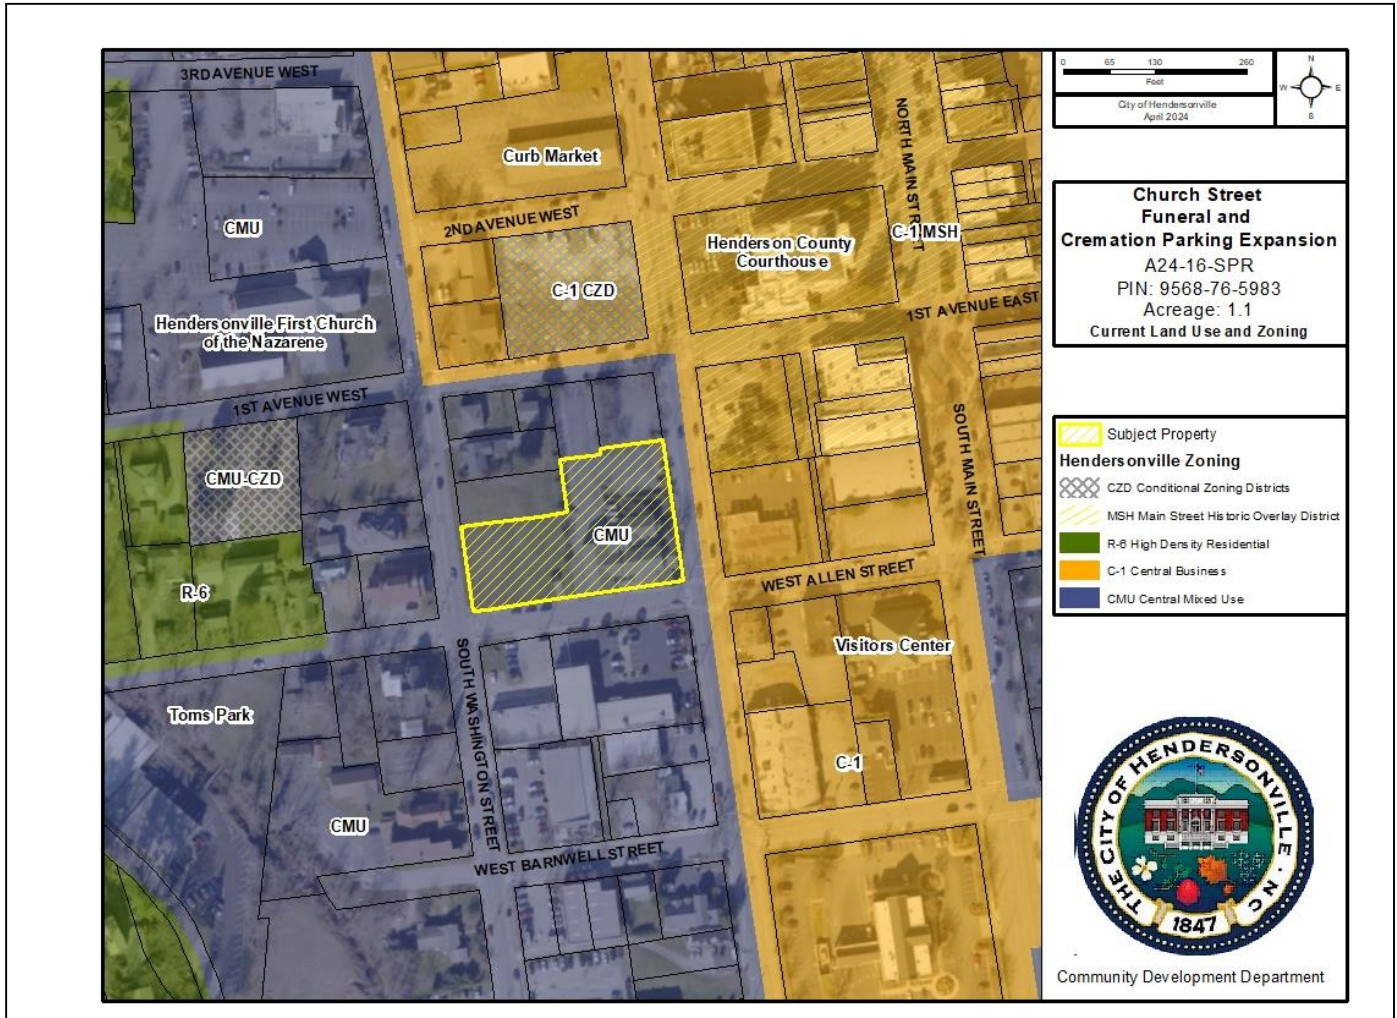 3RD AVENUE WEST
Curb Market
NORTH MAIN STREET
CMU
2ND AVENUE WEST
Henderson County
Courthouse
C-1 MSH
C-1 CZD
1ST AVENUE EAST
Hendersonville First Church
of the Nazarene
1ST AVENUE WEST
CMU-CZD
SOUTH MAIN STREET
CMU
WEST ALLEN STREET
R-6
Visitors Center
SOUTH WASHINGTON STREET
Toms Park
C-1
CMU
WEST BARNWELL STREET
0 65 130 260
Feet
City of Hendersonville
April 2024
N
W E
S
Church Street
Funeral and
Cremation Parking Expansion
A24-16-SPR
PIN: 9568-76-5983
Acreage: 1.1
Current Land Use and Zoning
Subject Property
Hendersonville Zoning
CZD Conditional Zoning Districts
MSH Main Street Historic Overlay District
R-6 High Density Residential
C-1 Central Business
CMU Central Mixed Use
THE CITY OF HENDERSONVILLE · NC
1847
Community Development Department